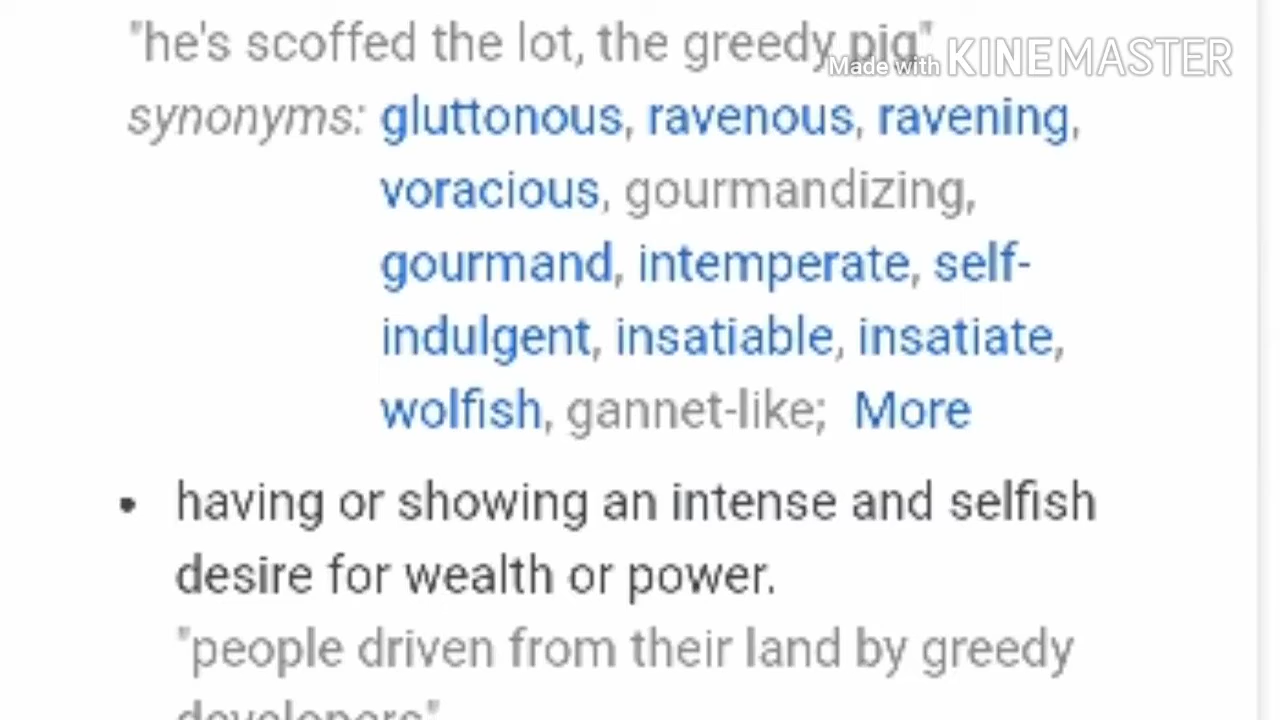 "he's scoffed the lot, the greedy pig"
Made with KINEMASTER
synonyms: gluttonous, ravenous, ravening,
voracious, gourmandizing,
gourmand, intemperate, self-
indulgent, insatiable, insatiate,
wolfish, gannet-like; More
• having or showing an intense and selfish
desire for wealth or power.
"people driven from their land by greedy
developers"